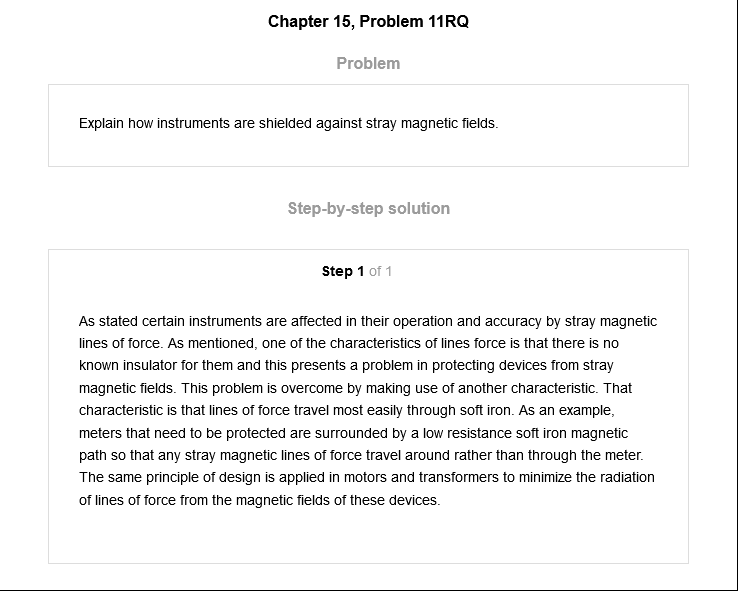 Chapter 15, Problem 11RQ
Problem
Explain how instruments are shielded against stray magnetic fields.
Step-by-step solution
Step 1 of 1
As stated certain instruments are affected in their operation and accuracy by stray magnetic
lines of force. As mentioned, one of the characteristics of lines force is that there is no
known insulator for them and this presents a problem in protecting devices from stray
magnetic fields. This problem is overcome by making use of another characteristic. That
characteristic is that lines of force travel most easily through soft iron. As an example,
meters that need to be protected are surrounded by a low resistance soft iron magnetic
path so that any stray magnetic lines of force travel around rather than through the meter.
The same principle of design is applied in motors and transformers to minimize the radiation
of lines of force from the magnetic fields of these devices.